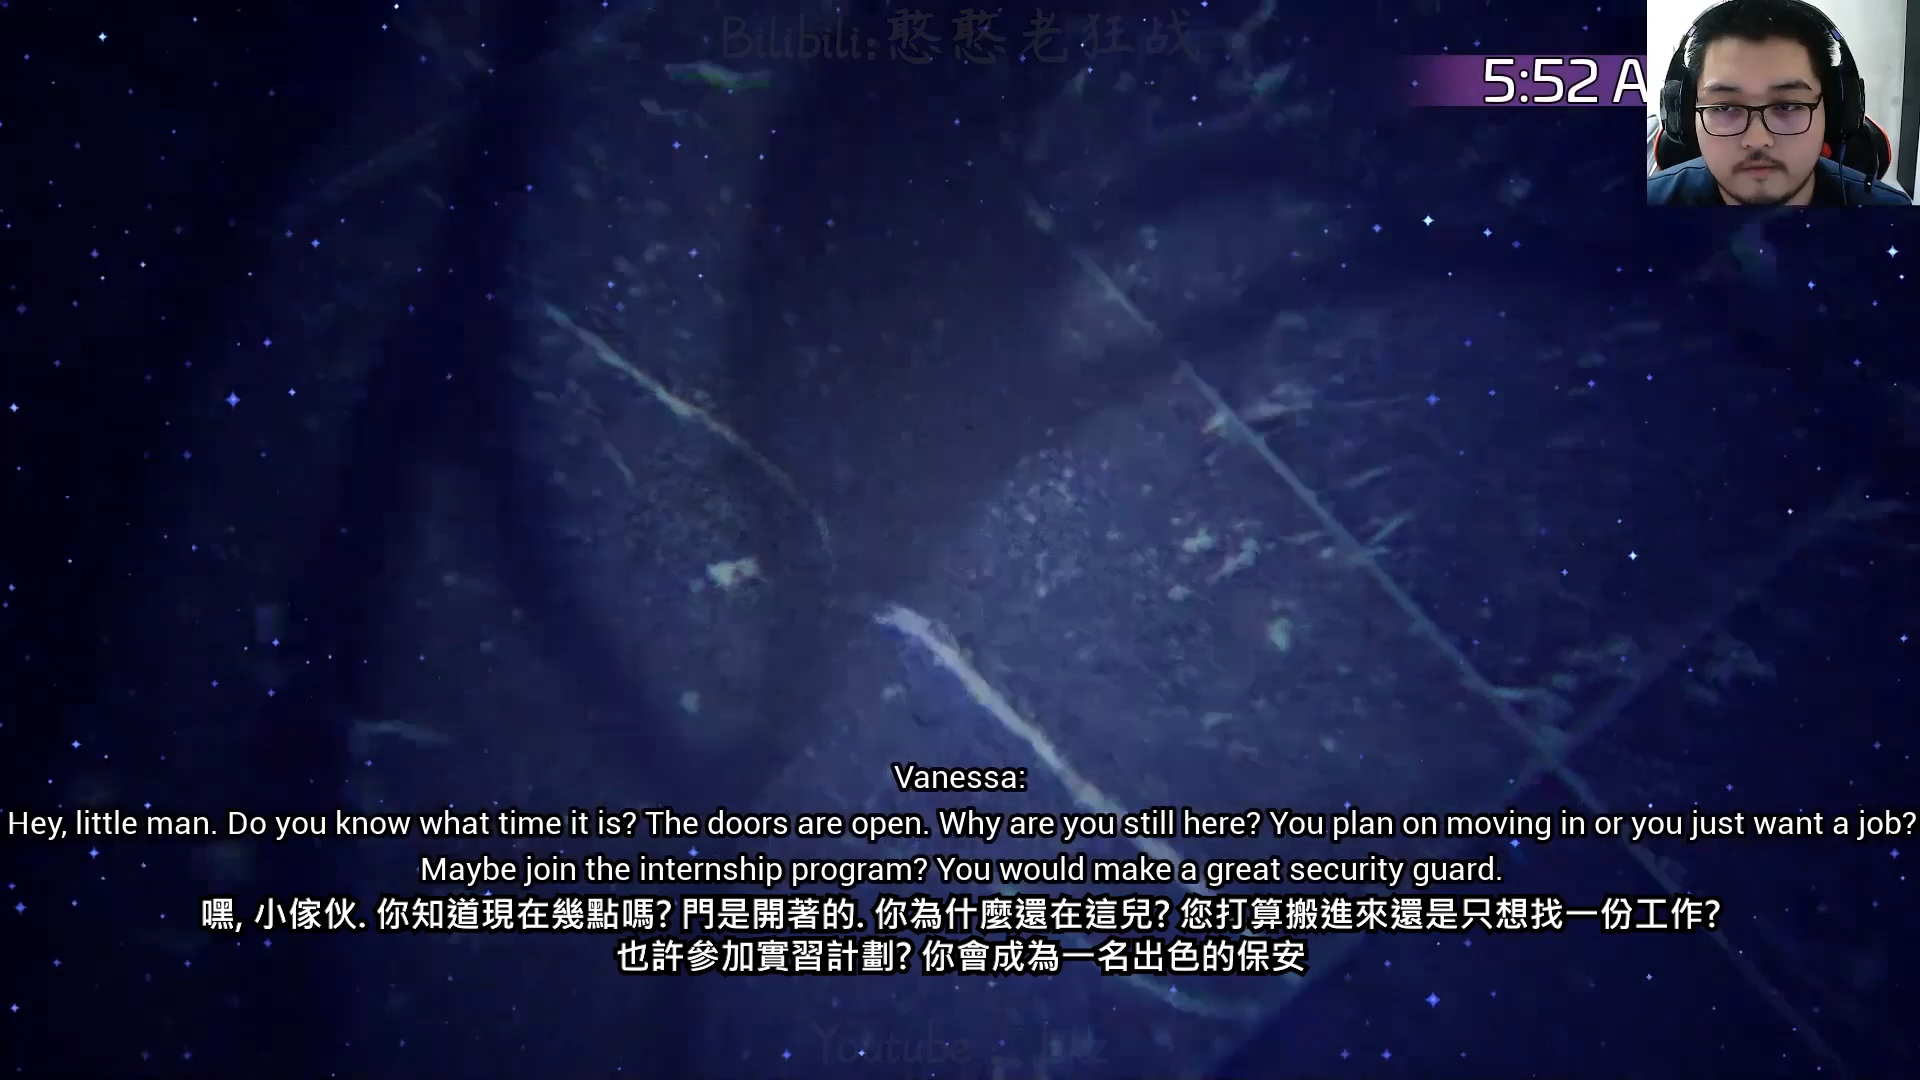 Bilibili:憨憨老狂战
5:52 A
Vanessa:
Hey, little man. Do you know what time it is? The doors are open. Why are you still here? You plan on moving in or you just want a job?
Maybe join the internship program? You would make a great security guard.
嘿, 小傢伙. 你知道現在幾點嗎? 門是開著的. 你為什麼還在這兒? 您打算搬進來還是只想找一份工作?
也許參加實習計劃? 你會成為一名出色的保安
Youtube